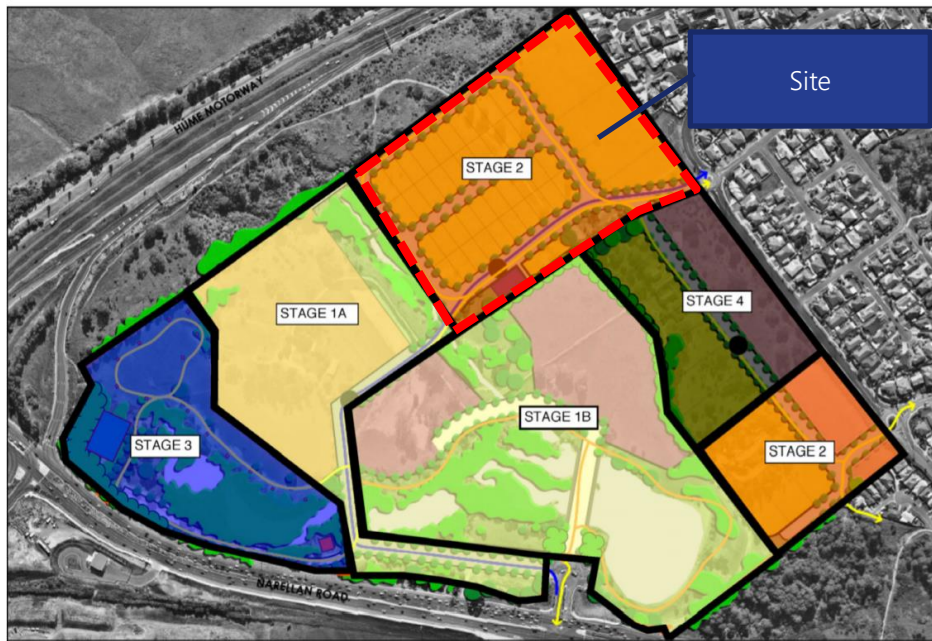 Site
HUME MOTORWAY
STAGE 2
STAGE 4
STAGE 1A
STAGE 1B
STAGE 3
STAGE 2
NARELLAN ROAD